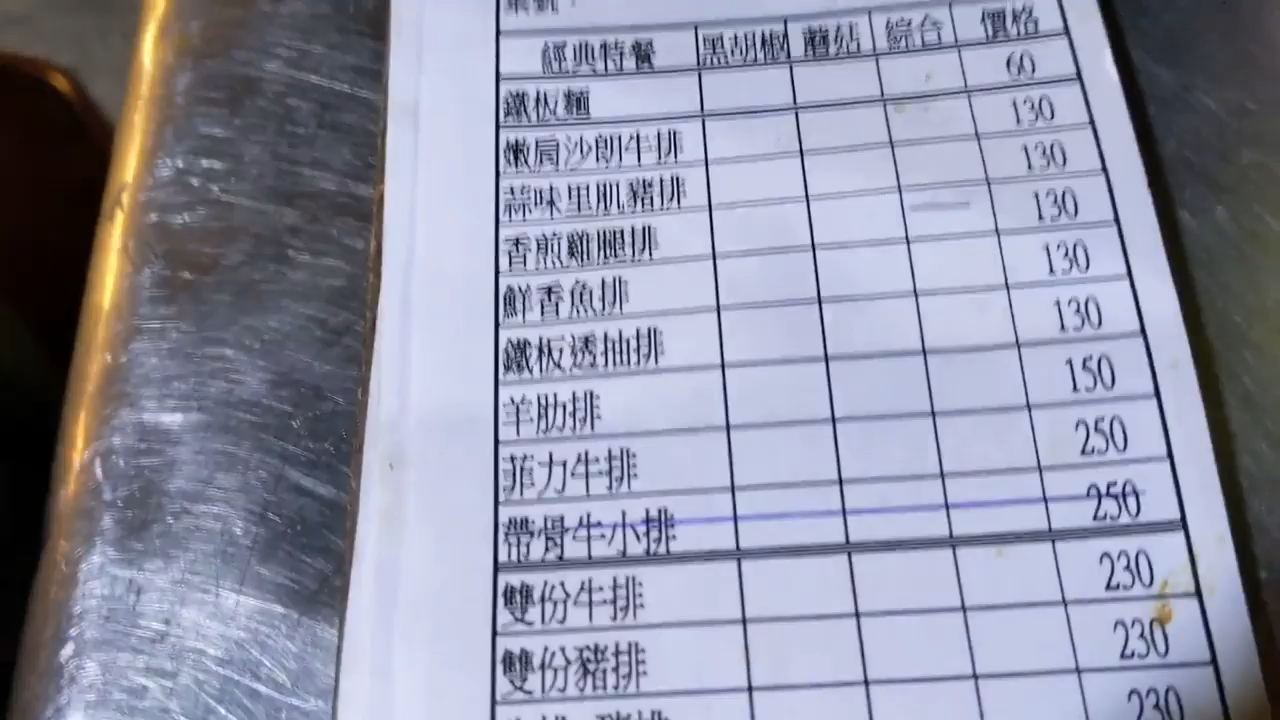 經典特餐 黑胡椒 蘑菇 綜合 價格
鐵板麵 60
嫩肩沙朗牛排 130
蒜味里肌豬排 130
香煎雞腿排 130
鮮香魚排 130
鐵板透抽排 130
羊肋排 150
菲力牛排 250
帶骨牛小排 250
雙份牛排 230
雙份豬排 230
230